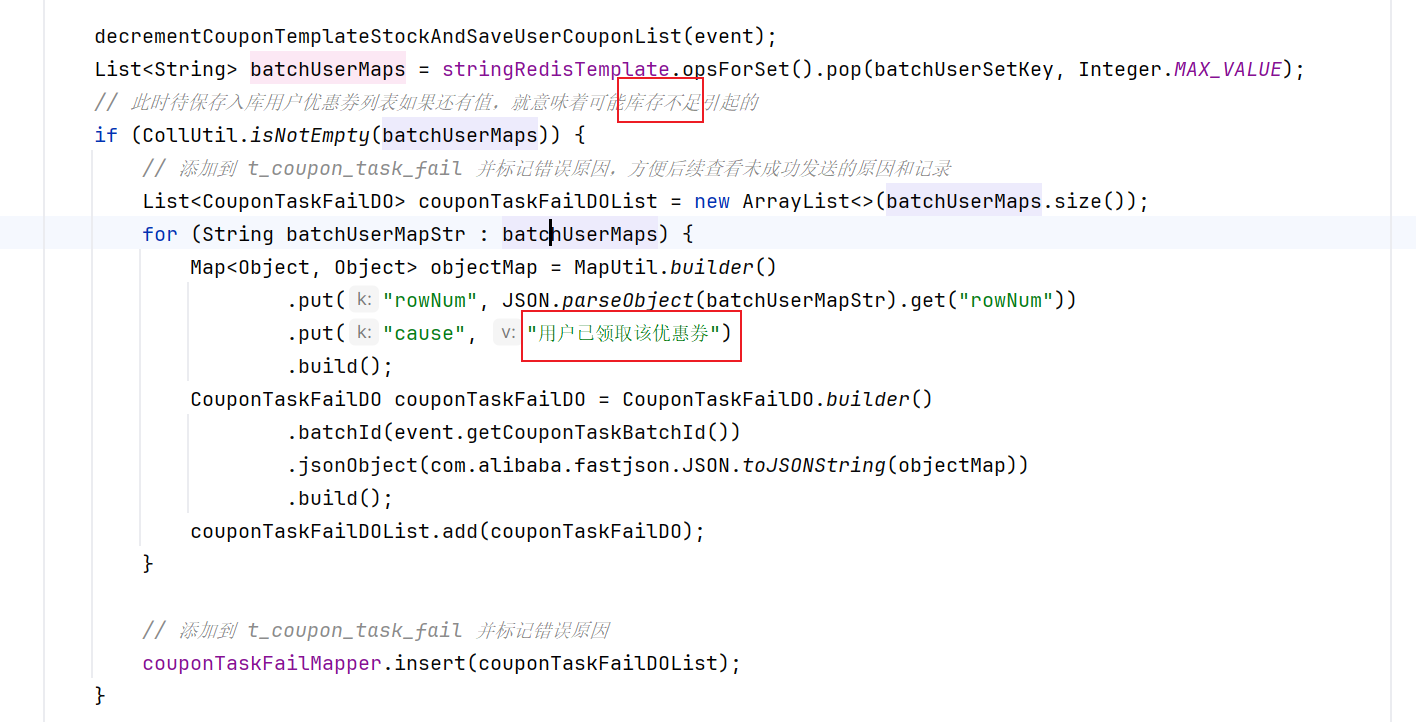 decrementCouponTemplateStockAndSaveUserCouponList(event);
List<String> batchUserMaps = stringRedisTemplate.opsForSet().pop(batchUserSetKey, Integer.MAX_VALUE);
// 此时待保存入库用户优惠券列表如果还有值，就意味着可能库存不足引起的
if (CollUtil.isNotEmpty(batchUserMaps)) {
// 添加到 t_coupon_task_fail 并标记错误原因，方便后续查看未成功发送的原因和记录
List<CouponTaskFailDO> couponTaskFailDOList = new ArrayList<>(batchUserMaps.size());
for (String batchUserMapStr : batchUserMaps) {
Map<Object, Object> objectMap = MapUtil.builder()
.put( k: "rowNum", JSON.parseObject(batchUserMapStr).get("rowNum"))
.put( k: "cause", v: "用户已领取该优惠券")
.build();
CouponTaskFailDO couponTaskFailDO = CouponTaskFailDO.builder()
.batchId(event.getCouponTaskBatchId())
.jsonObject(com.alibaba.fastjson.JSON.toJSONString(objectMap))
.build();
couponTaskFailDOList.add(couponTaskFailDO);
}
// 添加到 t_coupon_task_fail 并标记错误原因
couponTaskFailMapper.insert(couponTaskFailDOList);
}